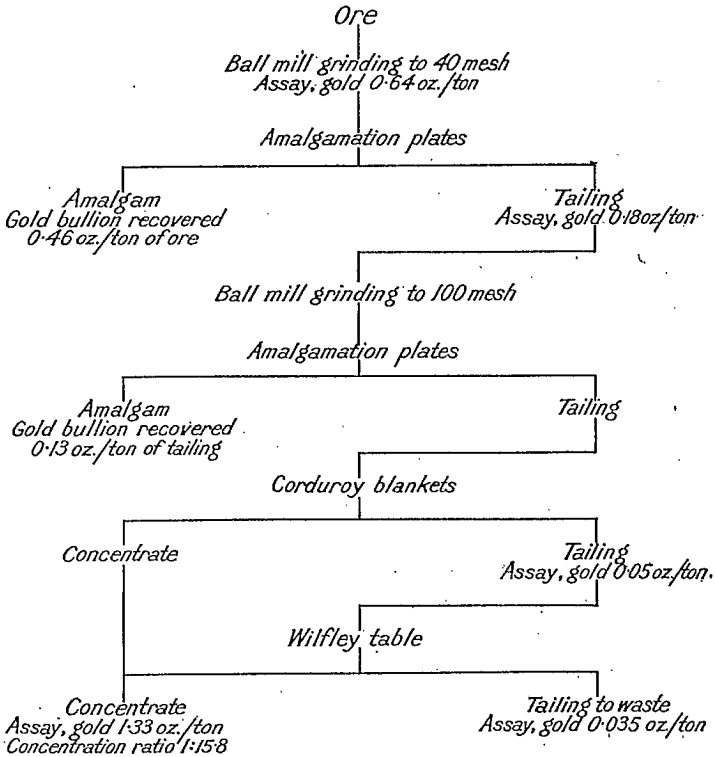 Ore
Ball mill grinding to 40 mesh
Assay, gold 0·64 oz./ton
Amalgamation plates
Amalgam
Gold bullion recovered
0·46 oz./ton of ore
Tailing
Assay, gold 0·18oz/ton
Ball mill grinding to 100 mesh
Amalgamation plates
Amalgam
Gold bullion recovered
0·13 oz./ton of tailing
Tailing
Corduroy blankets
Concentrate
Tailing
Assay, gold 0·05 oz./ton.
Wilfley table
Concentrate
Assay, gold 1·33 oz./ton
Concentration ratio 1:15·8
Tailing to waste
Assay, gold 0·035 oz/ton